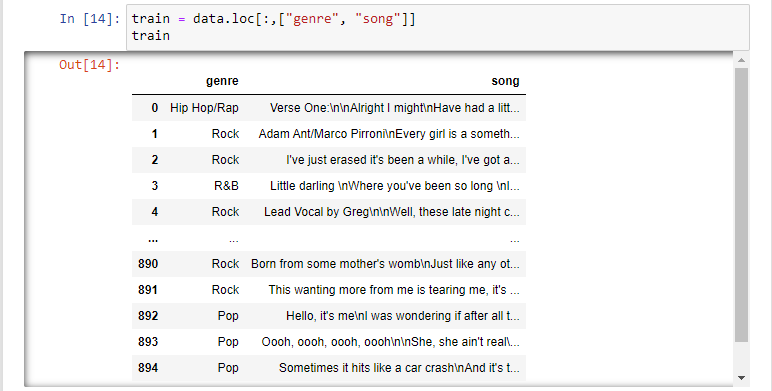 In [14]: train = data.loc[:,["genre", "song"]]
train
Out[14]:
genre song
0 Hip Hop/Rap Verse One:\n\nAlright I might\nHave had a litt...
1 Rock Adam Ant/Marco Pirroni\nEvery girl is a someth...
2 Rock I've just erased it's been a while, I've got a...
3 R&B Little darling \nWhere you've been so long \nI...
4 Rock Lead Vocal by Greg\n\nWell, these late night c...
... ... ...
890 Rock Born from some mother's womb\nJust like any ot...
891 Rock This wanting more from me is tearing me, it's ...
892 Pop Hello, it's me\nI was wondering if after all t...
893 Pop Oooh, oooh, oooh, oooh\n\nShe, she ain't real\...
894 Pop Sometimes it hits like a car crash\nAnd it's t...